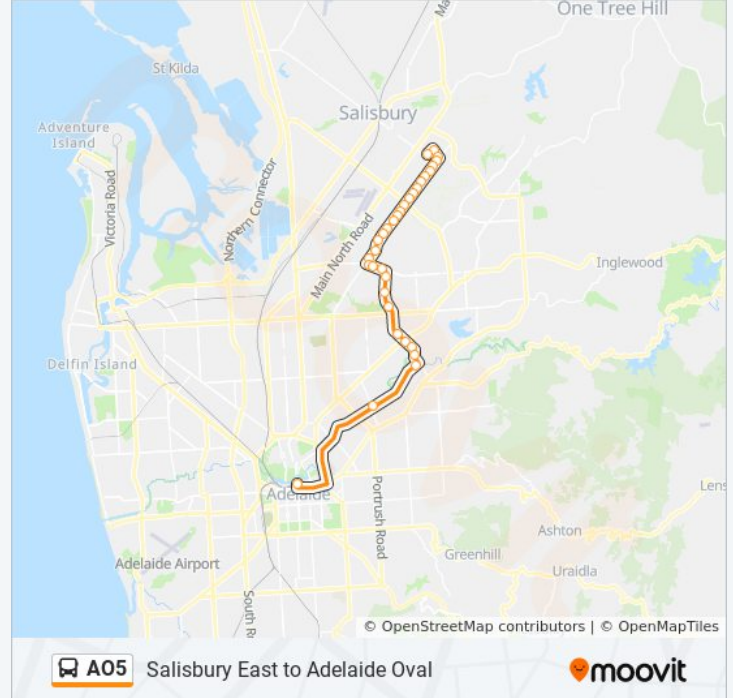 One Tree Hill
Ma
St Kilda
Salisbury
Adventure
Island
Victoria Road
Northern Connector
Main North Road
Inglewood
Delfin Island
Adelaide
Portrush Road
Lens
Ashton
Adelaide Airport
Greenhill
Uraidla
South R
© OpenStreetMap contributors | © OpenMapTiles
AO5 Salisbury East to Adelaide Oval
moovit